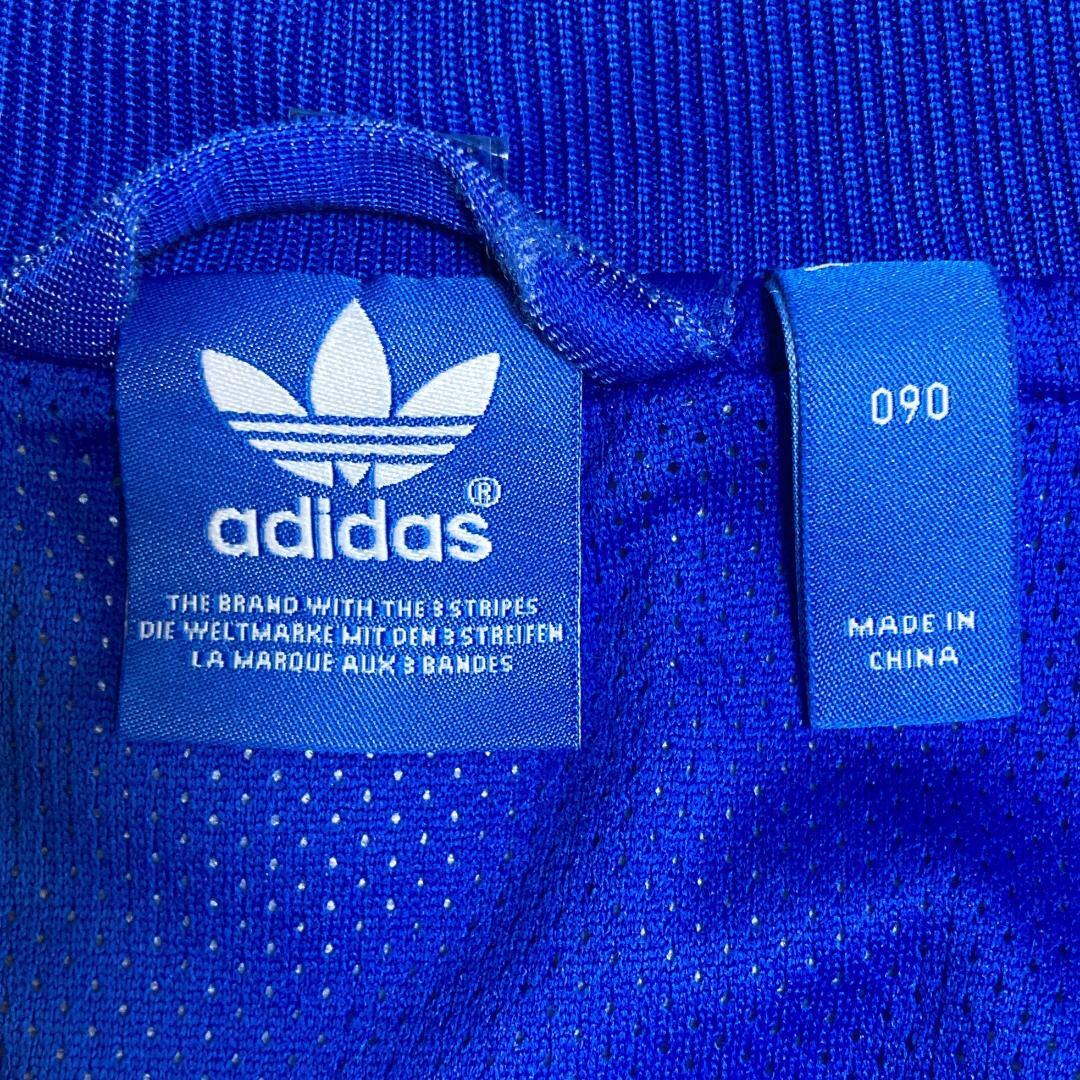 adidas®
THE BRAND WITH THE 3 STRIPES
DIE WELTMARKE MIT DEN 3 STREIFEN
LA MARQUE AUX 3 BANDES
090
MADE IN
CHINA